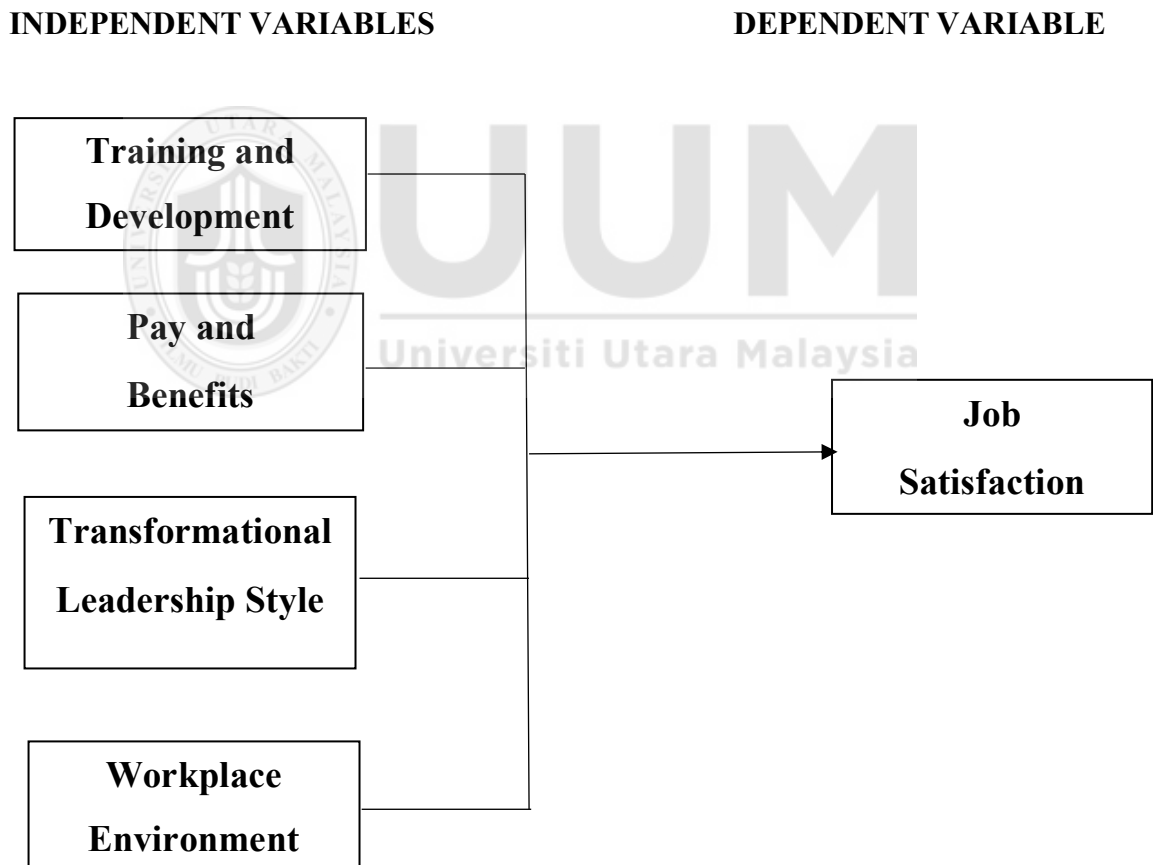 INDEPENDENT VARIABLES
DEPENDENT VARIABLE
Training and
Development
Pay and
Benefits
Transformational
Leadership Style
Workplace
Environment
Job
Satisfaction
UUM
Universiti Utara Malaysia